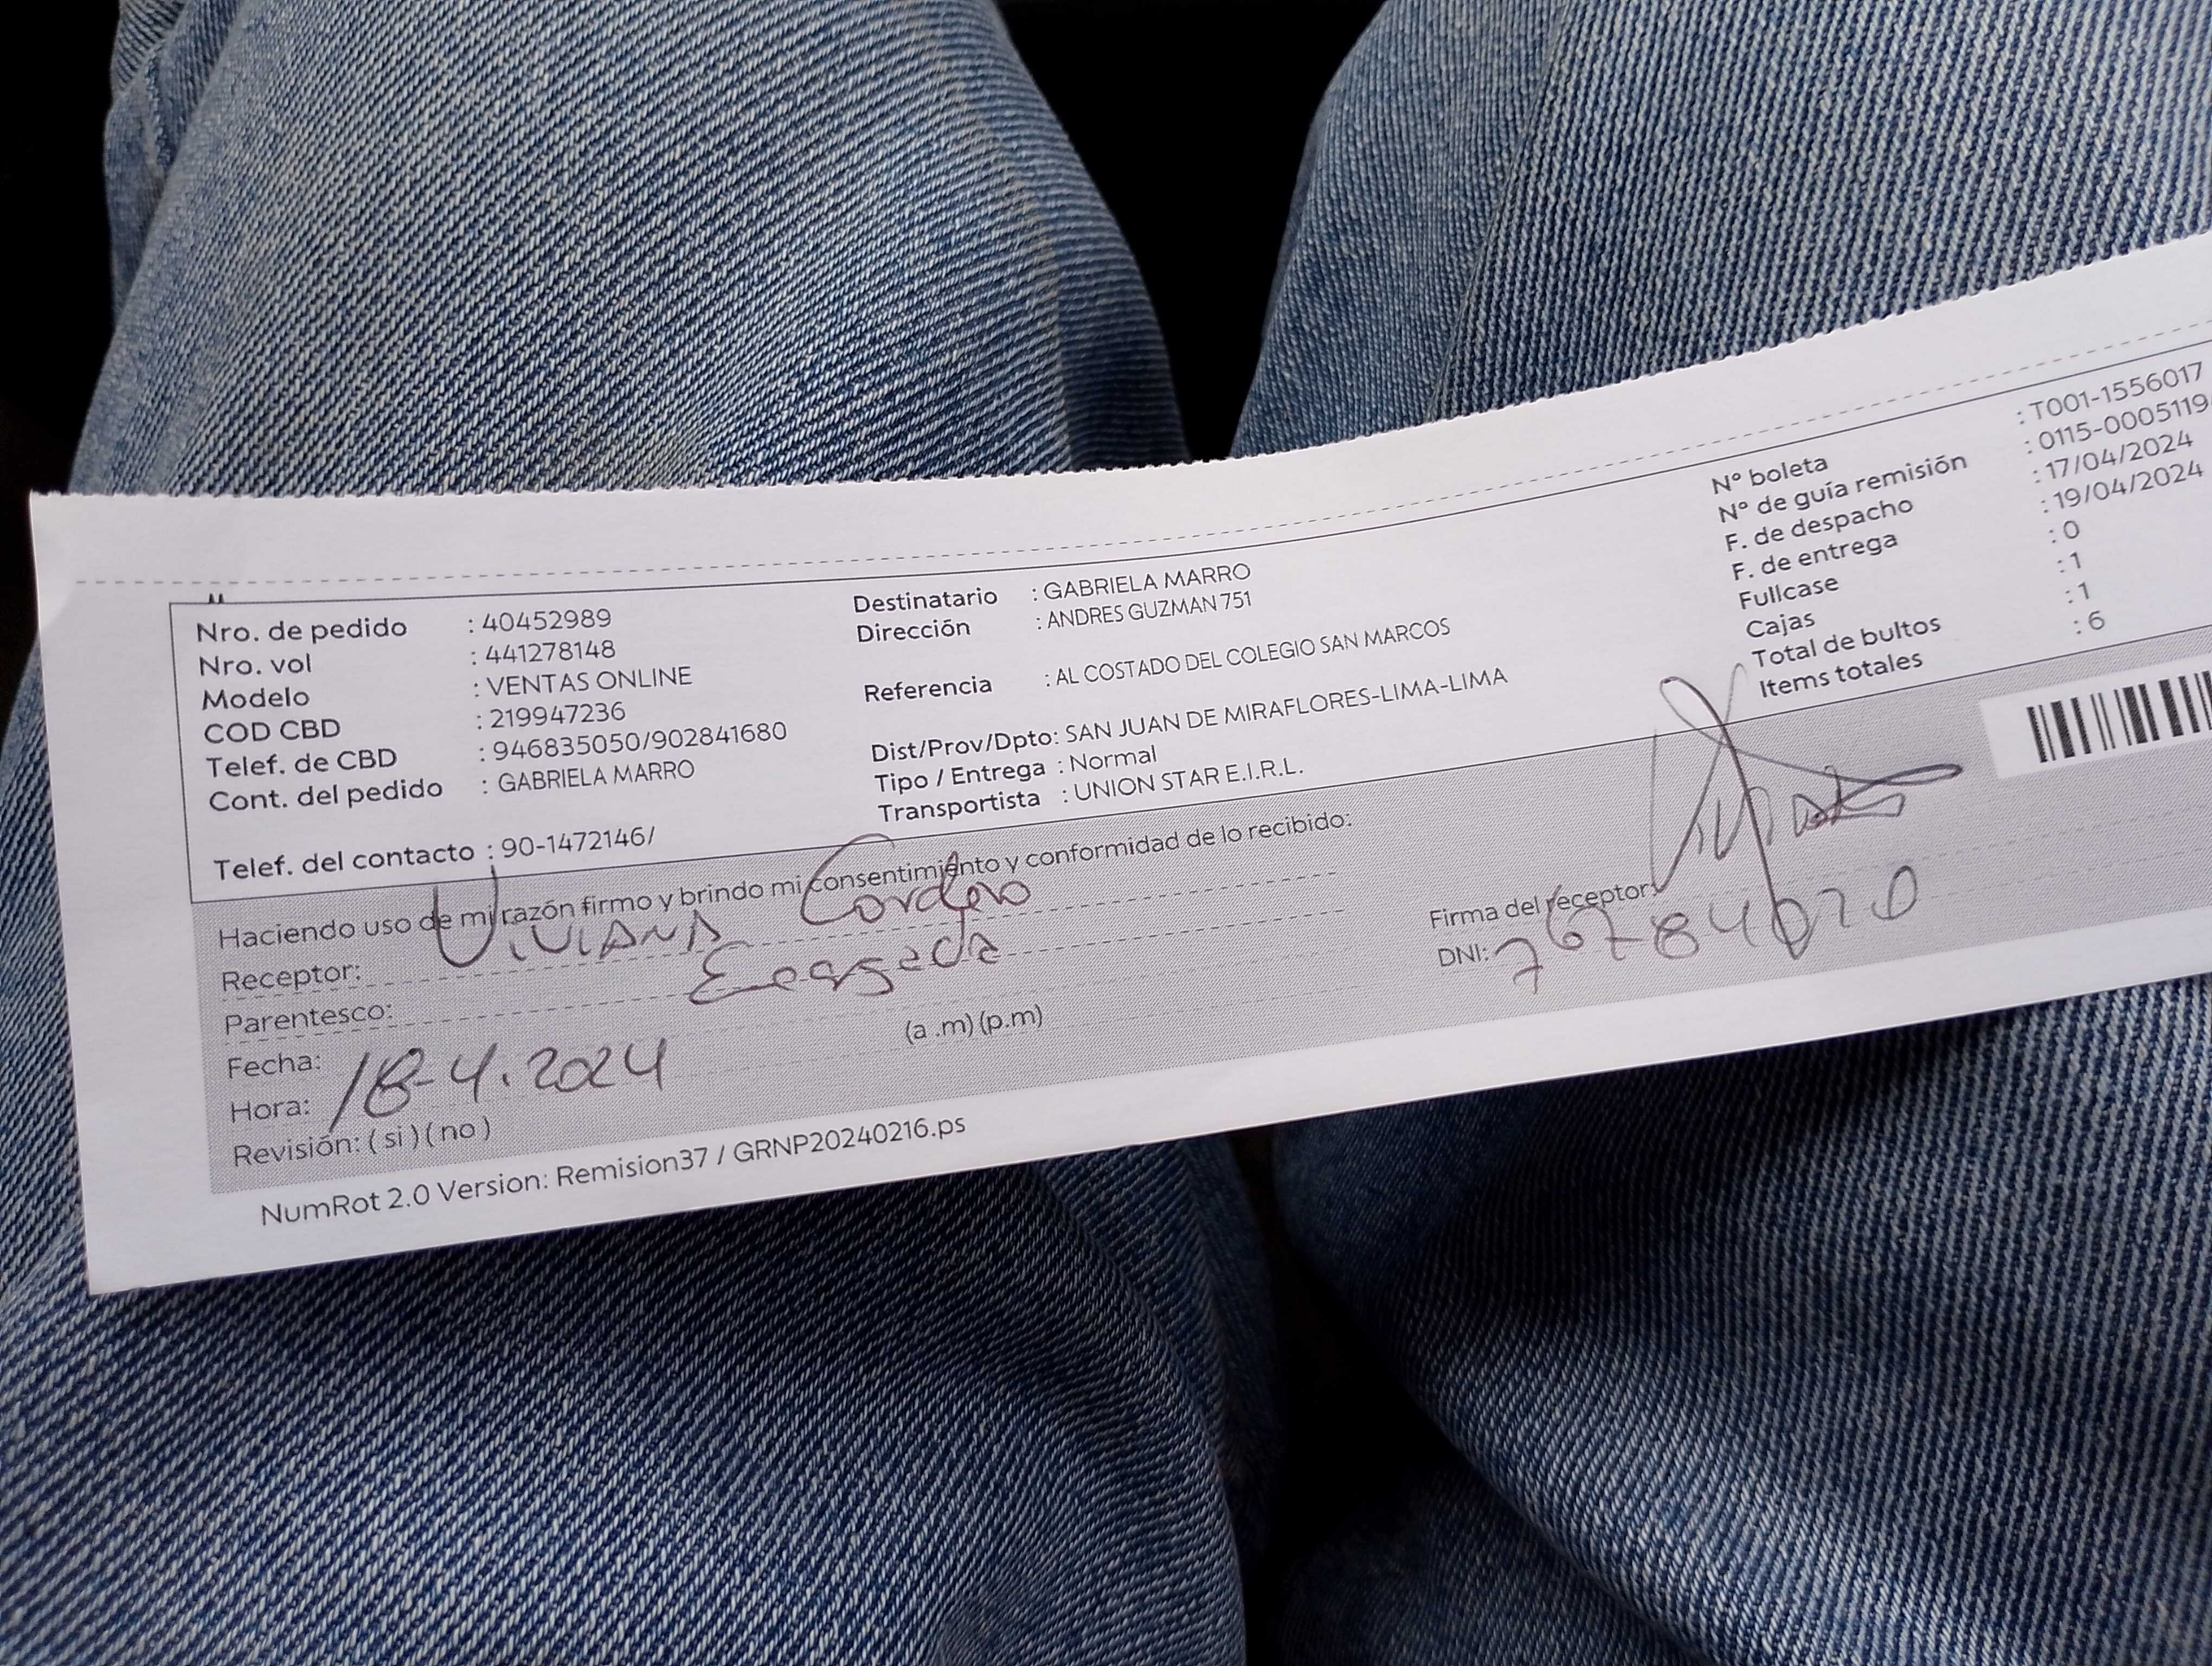 Nro. de pedido : 40452989
Nro. vol : 441278148
Modelo : VENTAS ONLINE
COD CBD : 219947236
Telef. de CBD : 946835050/902841680
Cont. del pedido : GABRIELA MARRO
Telef. del contacto : 90-1472146/
Destinatario : GABRIELA MARRO
Dirección : ANDRES GUZMAN 751
Referencia : AL COSTADO DEL COLEGIO SAN MARCOS
Dist/Prov/Dpto: SAN JUAN DE MIRAFLORES-LIMA-LIMA
Tipo / Entrega : Normal
Transportista : UNION STAR E.I.R.L.
Nº boleta : T001-1556017
Nº de guía remisión : 0115-0005119
F. de despacho : 17/04/2024
F. de entrega : 19/04/2024
Fullcase : 0
Cajas : 1
Total de bultos : 1
Items totales : 6
Haciendo uso de mi razón firmo y brindo mi consentimiento y conformidad de lo recibido:
Receptor: Viviana Cordero
Parentesco:
Fecha: 18-4.2024
Hora: (a .m) (p.m)
Revisión: ( si ) ( no )
Firma del receptor:
DNI:
NumRot 2.0 Version: Remision37 / GRNP20240216.ps